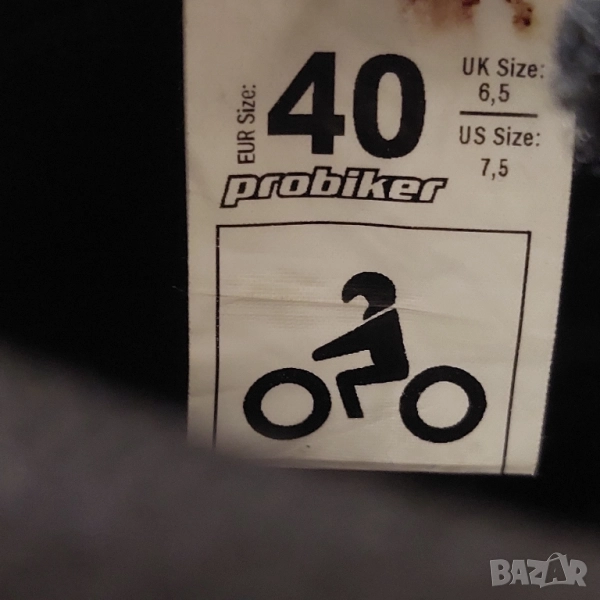 EUR Size: 40
UK Size:
6,5
US Size:
7,5
probiker
BAZAR